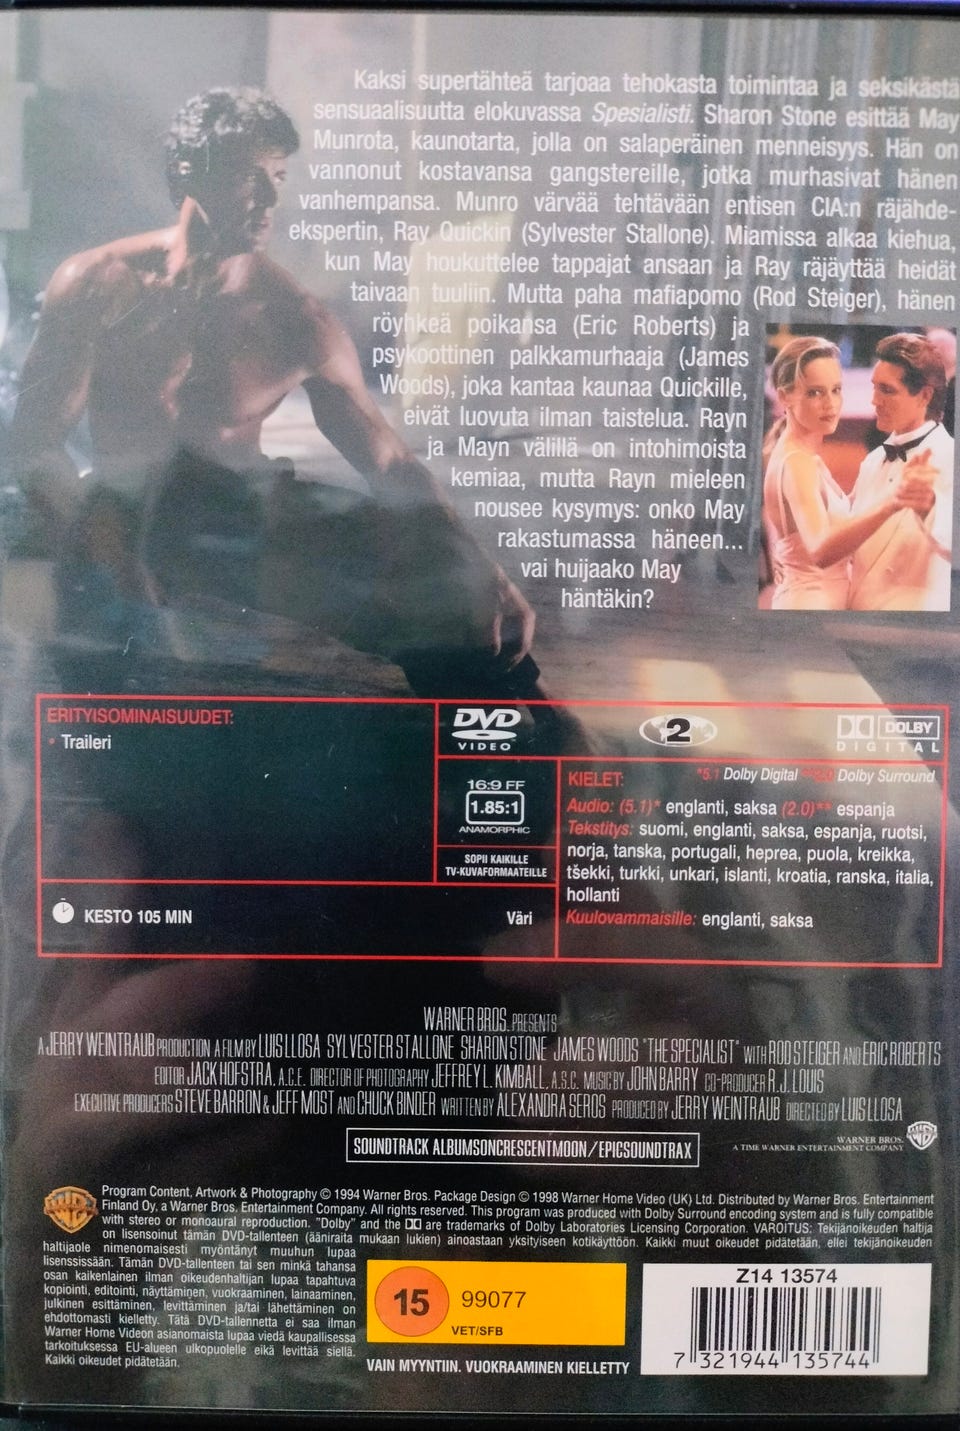 Kaksi supertähteä tarjoaa tehokasta toimintaa ja seksikästä
sensuaalisuutta elokuvassa Spesialisti. Sharon Stone esittää May
Munrota, kaunotarta, jolla on salaperäinen menneisyys. Hän on
vannonut kostavansa gangstereille, jotka murhasivat hänen
vanhempansa. Munro värvää tehtävään entisen CIA:n räjähde-
ekspertin, Ray Quickin (Sylvester Stallone). Miamissa alkaa kiehua,
kun May houkuttelee tappajat ansaan ja Ray räjäyttää heidät
taivaan tuuliin. Mutta paha mafiapomo (Rod Steiger), hänen
röyhkeä poikansa (Eric Roberts) ja
psykoottinen palkkamurhaaja (James
Woods), joka kantaa kaunaa Quickille,
eivät luovuta ilman taistelua. Rayn
ja Mayn välillä on intohimoista
kemiaa, mutta Rayn mieleen
nousee kysymys: onko May
rakastumassa häneen...
vai huijaako May
häntäkin?
ERITYISOMINAISUUDET:
• Traileri
KESTO 105 MIN
Väri
DVD
VIDEO
2
DOLBY
DIGITAL
16:9 FF
1.85:1
ANAMORPHIC
SOPII KAIKILLE
TV-KUVAFORMAATEILLE
KIELET: *5.1 Dolby Digital **2.0 Dolby Surround
Audio: (5.1)* englanti, saksa (2.0)** espanja
Tekstitys: suomi, englanti, saksa, espanja, ruotsi,
norja, tanska, portugali, heprea, puola, kreikka,
tšekki, turkki, unkari, islanti, kroatia, ranska, italia,
hollanti
Kuulovammaisille: englanti, saksa
WARNER BROS. PRESENTS
A JERRY WEINTRAUB PRODUCTION A FILM BY LUIS LLOSA SYLVESTER STALLONE SHARON STONE JAMES WOODS "THE SPECIALIST" WITH ROD STEIGER AND ERIC ROBERTS
EDITOR JACK HOFSTRA, A.C.E. DIRECTOR OF PHOTOGRAPHY JEFFREY L. KIMBALL, A.S.C. MUSIC BY JOHN BARRY CO-PRODUCER R.J. LOUIS
EXECUTIVE PRODUCERS STEVE BARRON & JEFF MOST AND CHUCK BINDER WRITTEN BY ALEXANDRA SEROS PRODUCED BY JERRY WEINTRAUB DIRECTED BY LUIS LLOSA
SOUNDTRACK ALBUMS ON CRESCENT MOON/EPIC SOUNDTRAX
WARNER BROS.
A TIME WARNER ENTERTAINMENT COMPANY
Program Content, Artwork & Photography © 1994 Warner Bros. Package Design © 1998 Warner Home Video (UK) Ltd. Distributed by Warner Bros. Entertainment
Finland Oy, a Warner Bros. Entertainment Company. All rights reserved. This program was produced with Dolby Surround encoding system and is fully compatible
with stereo or monaural reproduction. "Dolby" and the DD are trademarks of Dolby Laboratories Licensing Corporation. VAROITUS: Tekijänoikeuden haltija
on lisensoinut tämän DVD-tallenteen (ääniraita mukaan lukien) ainoastaan yksityiseen kotikäyttöön. Kaikki muut oikeudet pidätetään, ellei tekijänoikeuden
haltijaole nimenomaisesti myöntänyt muuhun lupaa
lisenssissään. Tämän DVD-tallenteen tai sen minkä tahansa
osan kaikenlainen ilman oikeudenhaltijan lupaa tapahtuva
kopiointi, editointi, näyttäminen, vuokraaminen, lainaaminen,
julkinen esittäminen, levittäminen ja/tai lähettäminen on
ehdottomasti kielletty. Tätä DVD-tallennetta ei saa ilman
Warner Home Videon asianomaista lupaa viedä kaupallisessa
tarkoituksessa EU-alueen ulkopuolelle eikä levittää siellä.
Kaikki oikeudet pidätetään.
15 99077
VET/SFB
VAIN MYYNTIIN. VUOKRAAMINEN KIELLETTY
Z14 13574
7 321944 135744